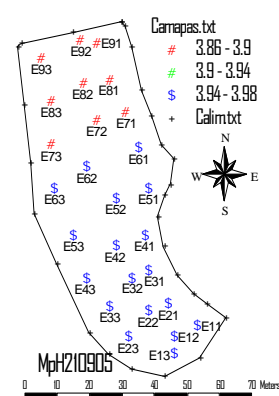 Camapas.txt
# 3.86 - 3.9
# 3.9 - 3.94
$ 3.94 - 3.98
+ Calim.txt
N
W E
S
# E92 # E91
# E93
# E82 # E81
# E83
# E72 # E71
# E73
$ E61
$ E62
$ E63
$ E51
$ E52
$ E53
$ E41
$ E42
$ E43
$ E31
$ E32
$ E33
$ E21
$ E22
$ E23
$ E11
$ E12
$ E13
MpH210905
0 10 20 30 40 50 60 70 Meters